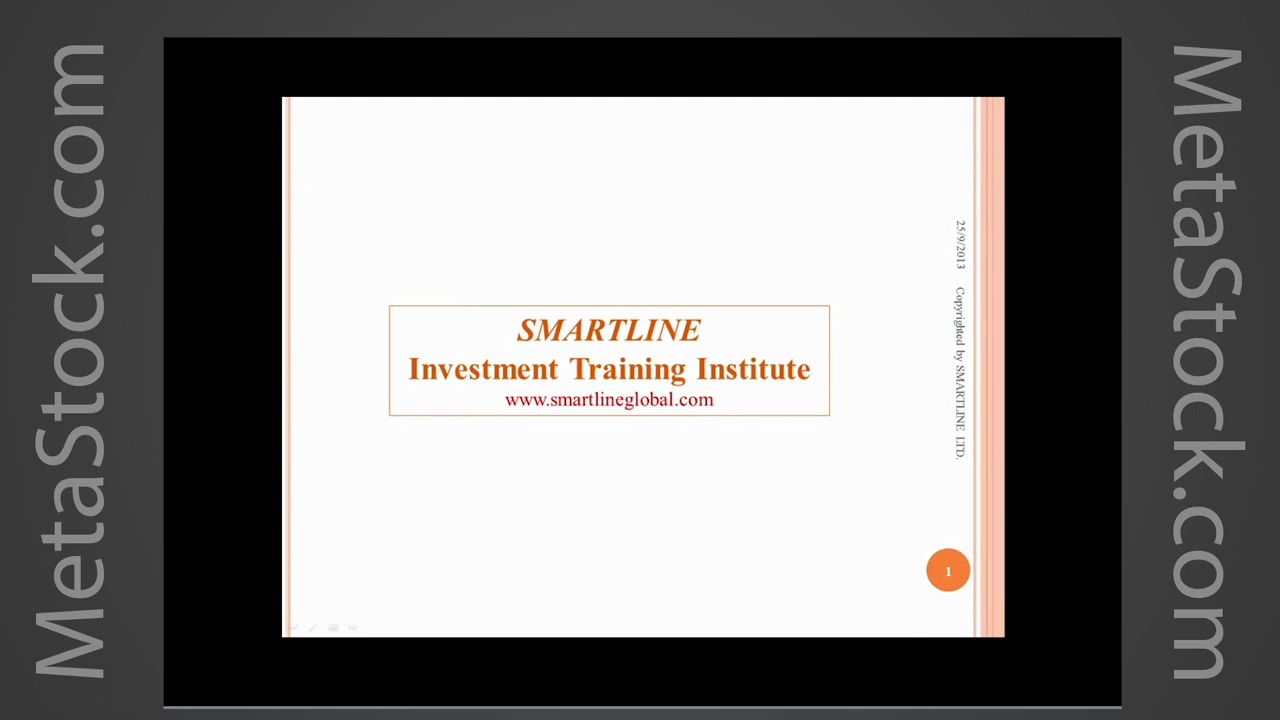 MetaStock.com
SMARTLINE
Investment Training Institute
www.smartlineglobal.com
25/9/2013 Copyrighted by SMARTLINE LTD.
1
MetaStock.com